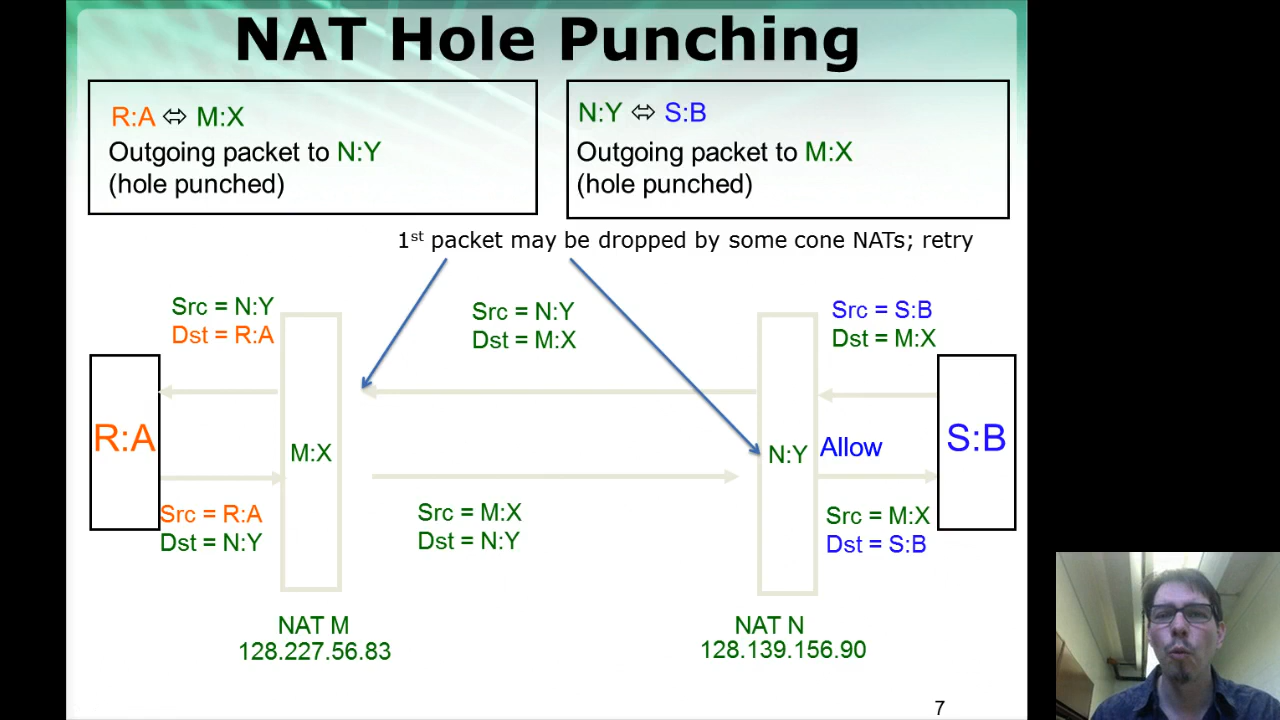 NAT Hole Punching
R:A ⇔ M:X
Outgoing packet to N:Y
(hole punched)
N:Y ⇔ S:B
Outgoing packet to M:X
(hole punched)
1st packet may be dropped by some cone NATs; retry
Src = N:Y
Dst = R:A
Src = N:Y
Dst = M:X
Src = S:B
Dst = M:X
R:A
M:X
N:Y
Allow
S:B
Src = R:A
Dst = N:Y
Src = M:X
Dst = N:Y
Src = M:X
Dst = S:B
NAT M
128.227.56.83
NAT N
128.139.156.90
7